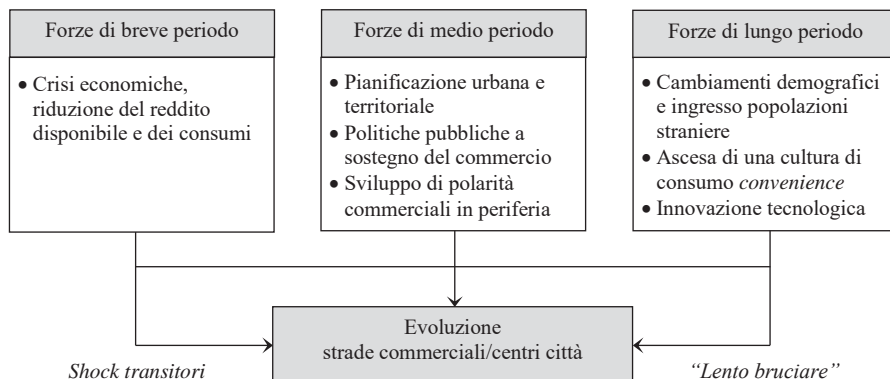 Forze di breve periodo
• Crisi economiche,
riduzione del reddito
disponibile e dei consumi
Forze di medio periodo
• Pianificazione urbana e
territoriale
• Politiche pubbliche a
sostegno del commercio
• Sviluppo di polarità
commerciali in periferia
Forze di lungo periodo
• Cambiamenti demografici
e ingresso popolazioni
straniere
• Ascesa di una cultura di
consumo convenience
• Innovazione tecnologica
Evoluzione
strade commerciali/centri città
Shock transitori
“Lento bruciare”